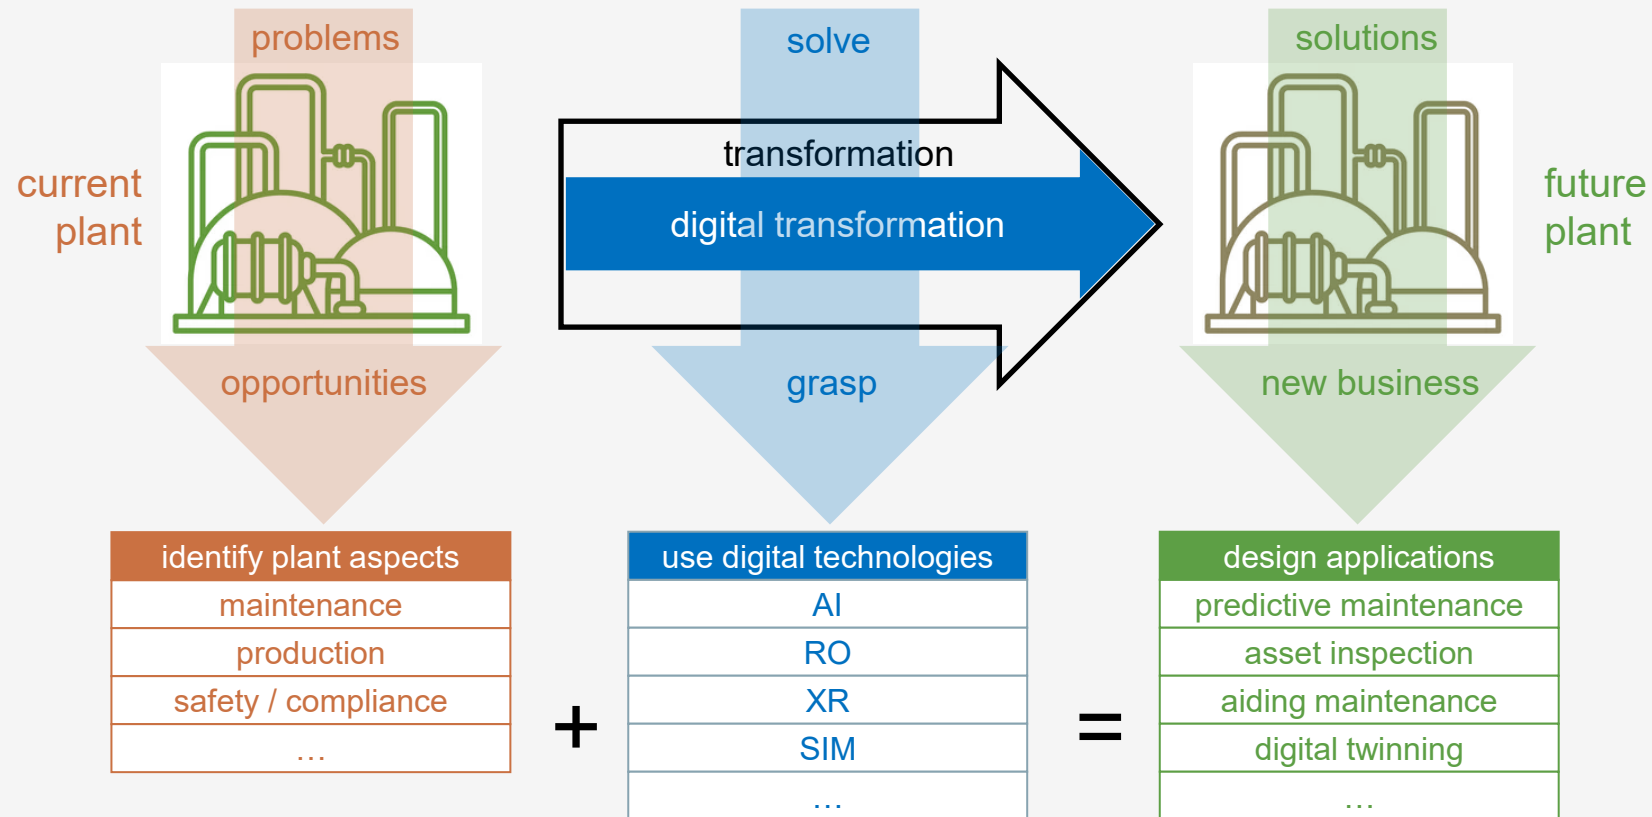 problems
solve
solutions
current
plant
transformation
digital transformation
future
plant
opportunities
grasp
new business
identify plant aspects
maintenance
production
safety / compliance
…
+
use digital technologies
AI
RO
XR
SIM
…
=
design applications
predictive maintenance
asset inspection
aiding maintenance
digital twinning
…